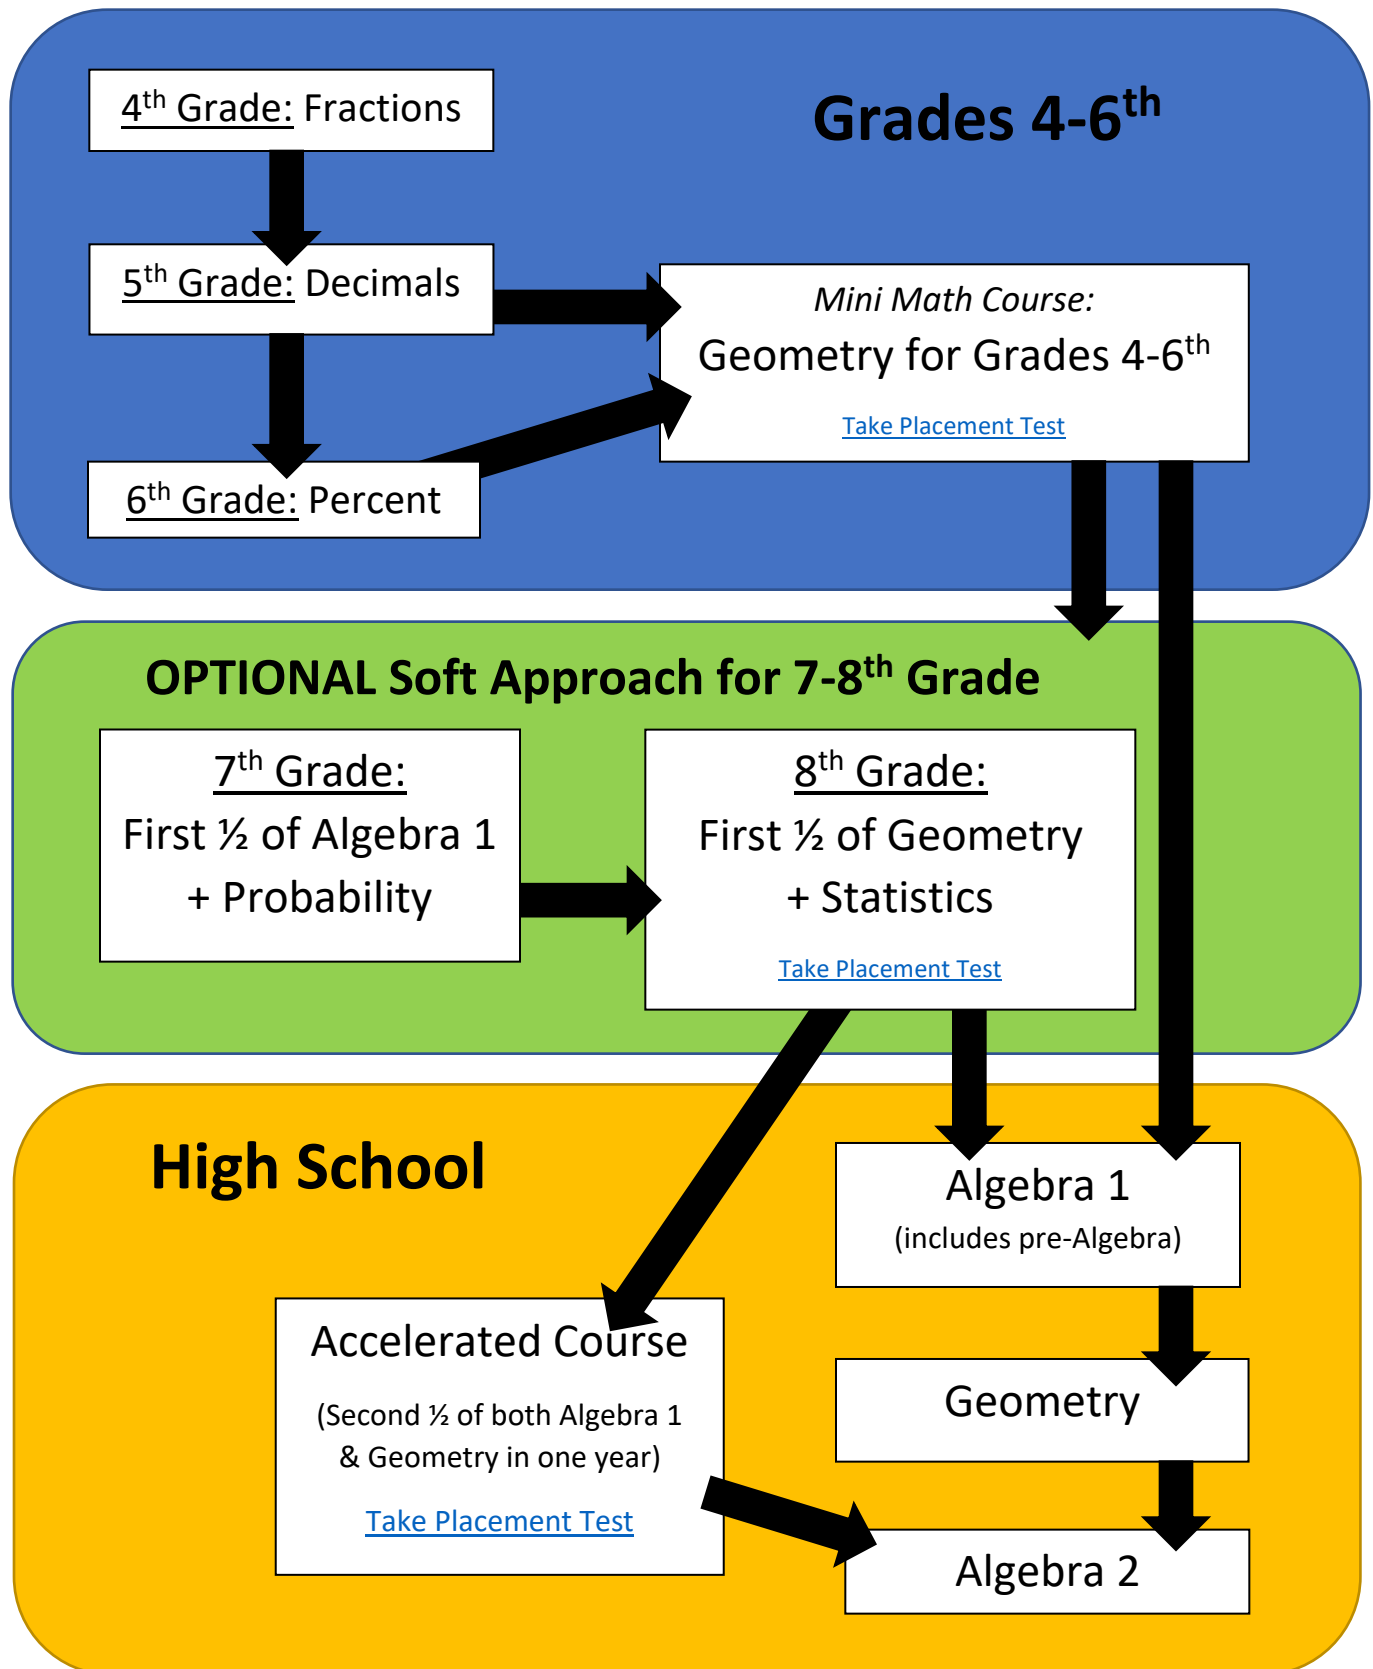 4th Grade: Fractions
Grades 4-6th
5th Grade: Decimals
Mini Math Course:
Geometry for Grades 4-6th
Take Placement Test
6th Grade: Percent
OPTIONAL Soft Approach for 7-8th Grade
7th Grade:
First ½ of Algebra 1
+ Probability
8th Grade:
First ½ of Geometry
+ Statistics
Take Placement Test
High School
Algebra 1
(includes pre-Algebra)
Accelerated Course
(Second ½ of both Algebra 1
& Geometry in one year)
Take Placement Test
Geometry
Algebra 2